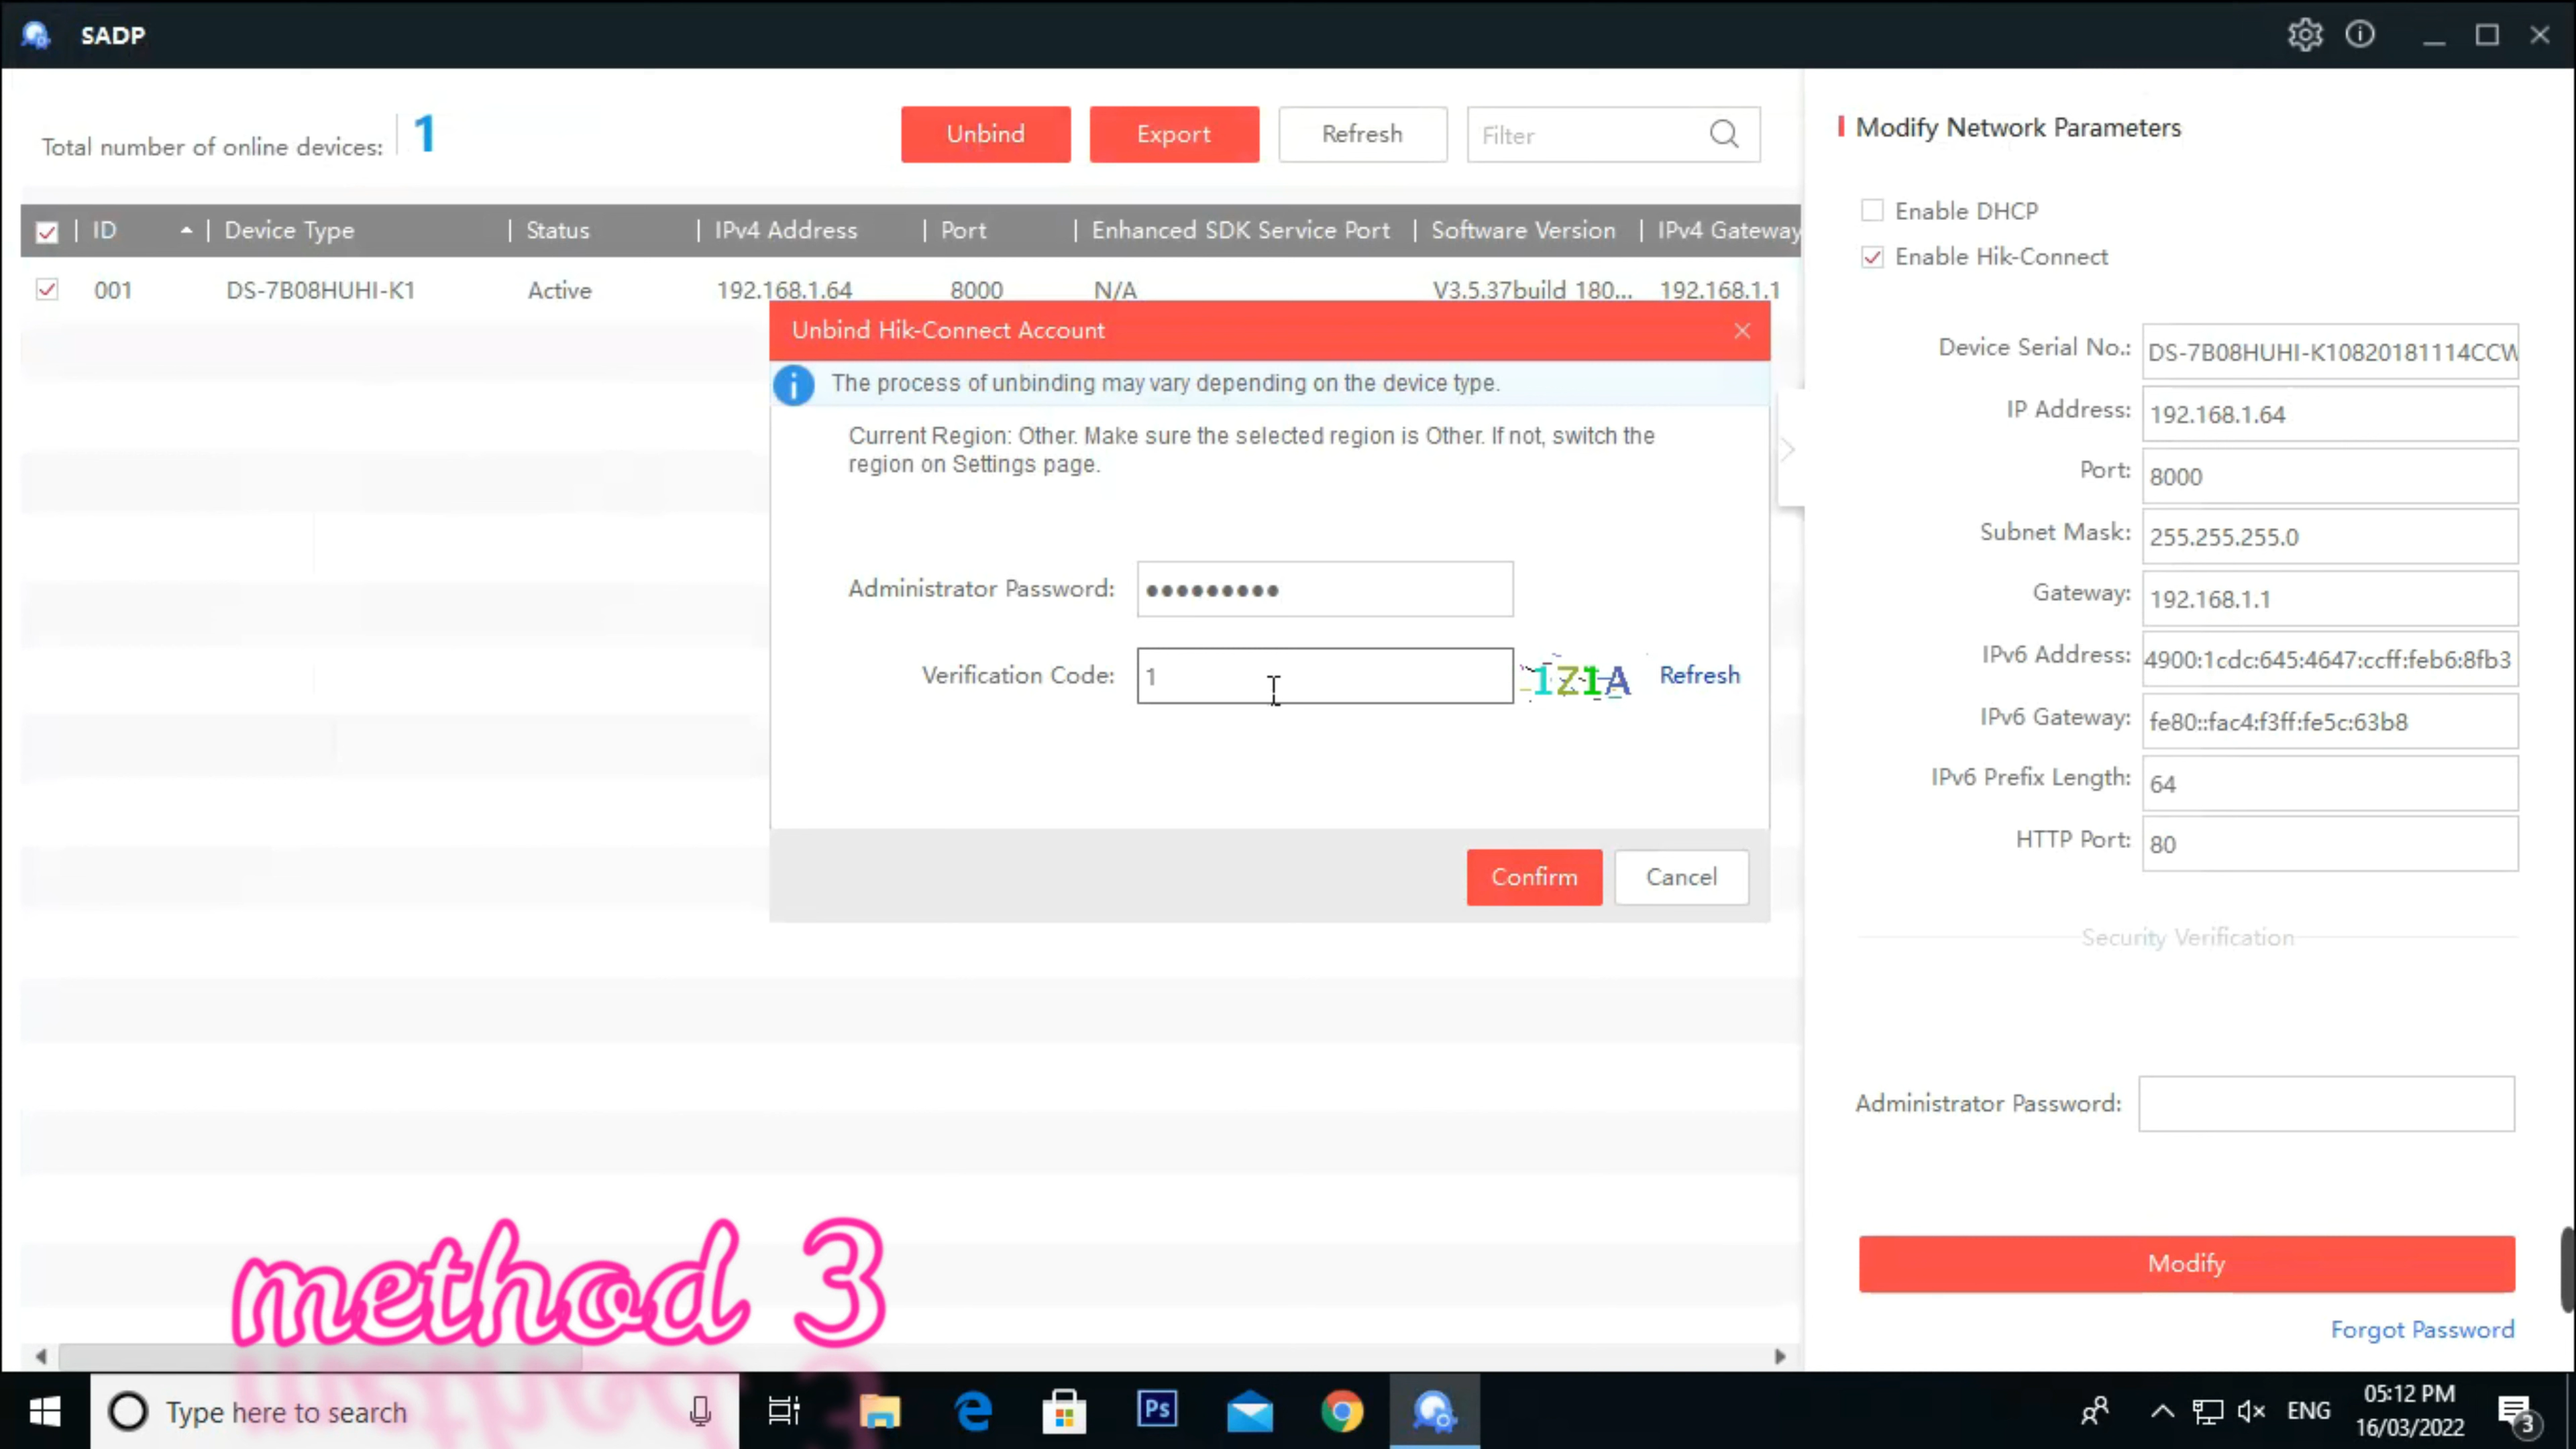 SADP
Total number of online devices: 1
Unbind Export Refresh Filter
ID Device Type Status IPv4 Address Port Enhanced SDK Service Port Software Version IPv4 Gateway
001 DS-7B08HUHI-K1 Active 192.168.1.64 8000 N/A V3.5.37build 180... 192.168.1.1
Unbind Hik-Connect Account
The process of unbinding may vary depending on the device type.
Current Region: Other. Make sure the selected region is Other. If not, switch the
region on Settings page.
Administrator Password: ●●●●●●●●●
Verification Code: 1 1Z1A Refresh
Confirm Cancel
Modify Network Parameters
Enable DHCP
Enable Hik-Connect
Device Serial No.: DS-7B08HUHI-K10820181114CCW
IP Address: 192.168.1.64
Port: 8000
Subnet Mask: 255.255.255.0
Gateway: 192.168.1.1
IPv6 Address: 4900:1cdc:645:4647:ccff:feb6:8fb3
IPv6 Gateway: fe80::fac4:f3ff:fe5c:63b8
IPv6 Prefix Length: 64
HTTP Port: 80
Security Verification
Administrator Password:
Modify
Forgot Password
method 3
Type here to search
Ps
ENG
05:12 PM
16/03/2022
3